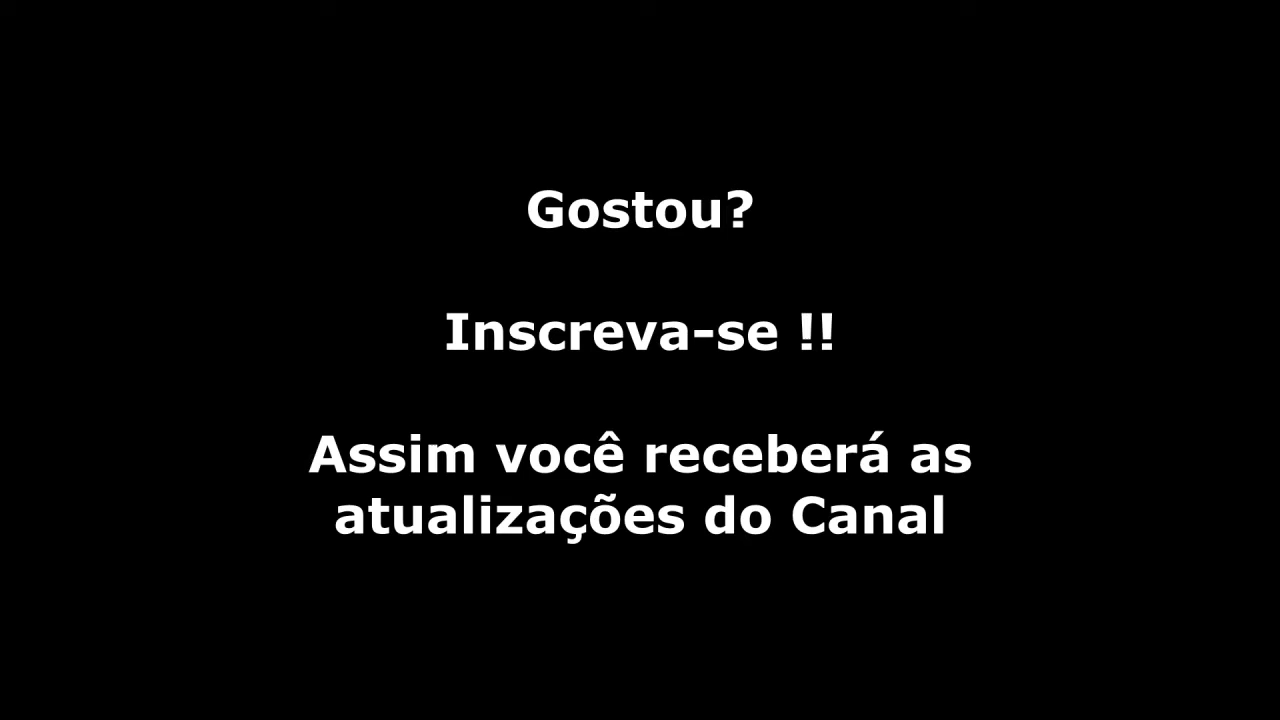 Gostou?
Inscreva-se !!
Assim você receberá as
atualizações do Canal